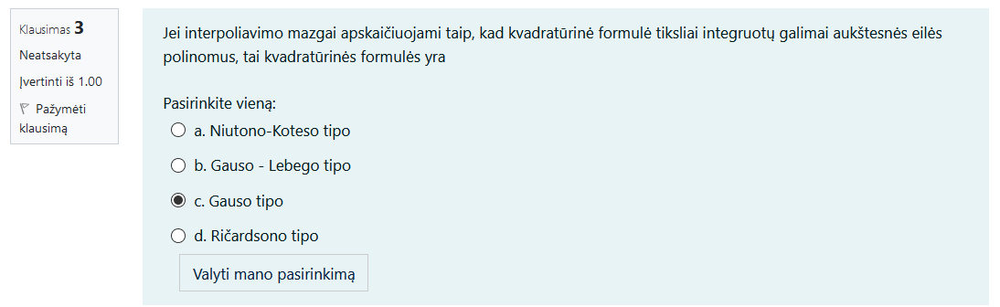 Klausimas 3
Neatsakyta
Įvertinti iš 1.00
Pažymėti
klausimą
Jei interpoliavimo mazgai apskaičiuojami taip, kad kvadratūrinė formulė tiksliai integruotų galimai aukštesnės eilės
polinomus, tai kvadratūrinės formulės yra
Pasirinkite vieną:
a. Niutono-Koteso tipo
b. Gauso - Lebego tipo
c. Gauso tipo
d. Ričardsono tipo
Valyti mano pasirinkimą